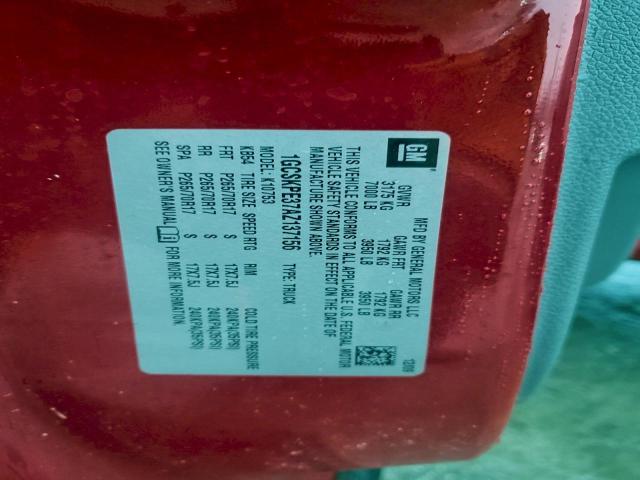 GM
MFD BY GENERAL MOTORS LLC 12/09
GVWR GAWR FRT GAWR RR
3175 KG 1792 KG 1792 KG
7000 LB 3950 LB 3950 LB
THIS VEHICLE CONFORMS TO ALL APPLICABLE U.S. FEDERAL MOTOR
VEHICLE SAFETY STANDARDS IN EFFECT ON THE DATE OF
MANUFACTURE SHOWN ABOVE.
1GCSKPE37AZ137156 TYPE: TRUCK
MODEL: K10753
KB54 TIRE SIZE SPEED RTG RIM COLD TIRE PRESSURE
FRT P265/70R17 S 17X7.5J 240KPA(35PSI)
RR P265/70R17 S 17X7.5J 240KPA(35PSI)
SPA P265/70R17 S 17X7.5J 240KPA(35PSI)
SEE OWNER'S MANUAL FOR MORE INFORMATION.